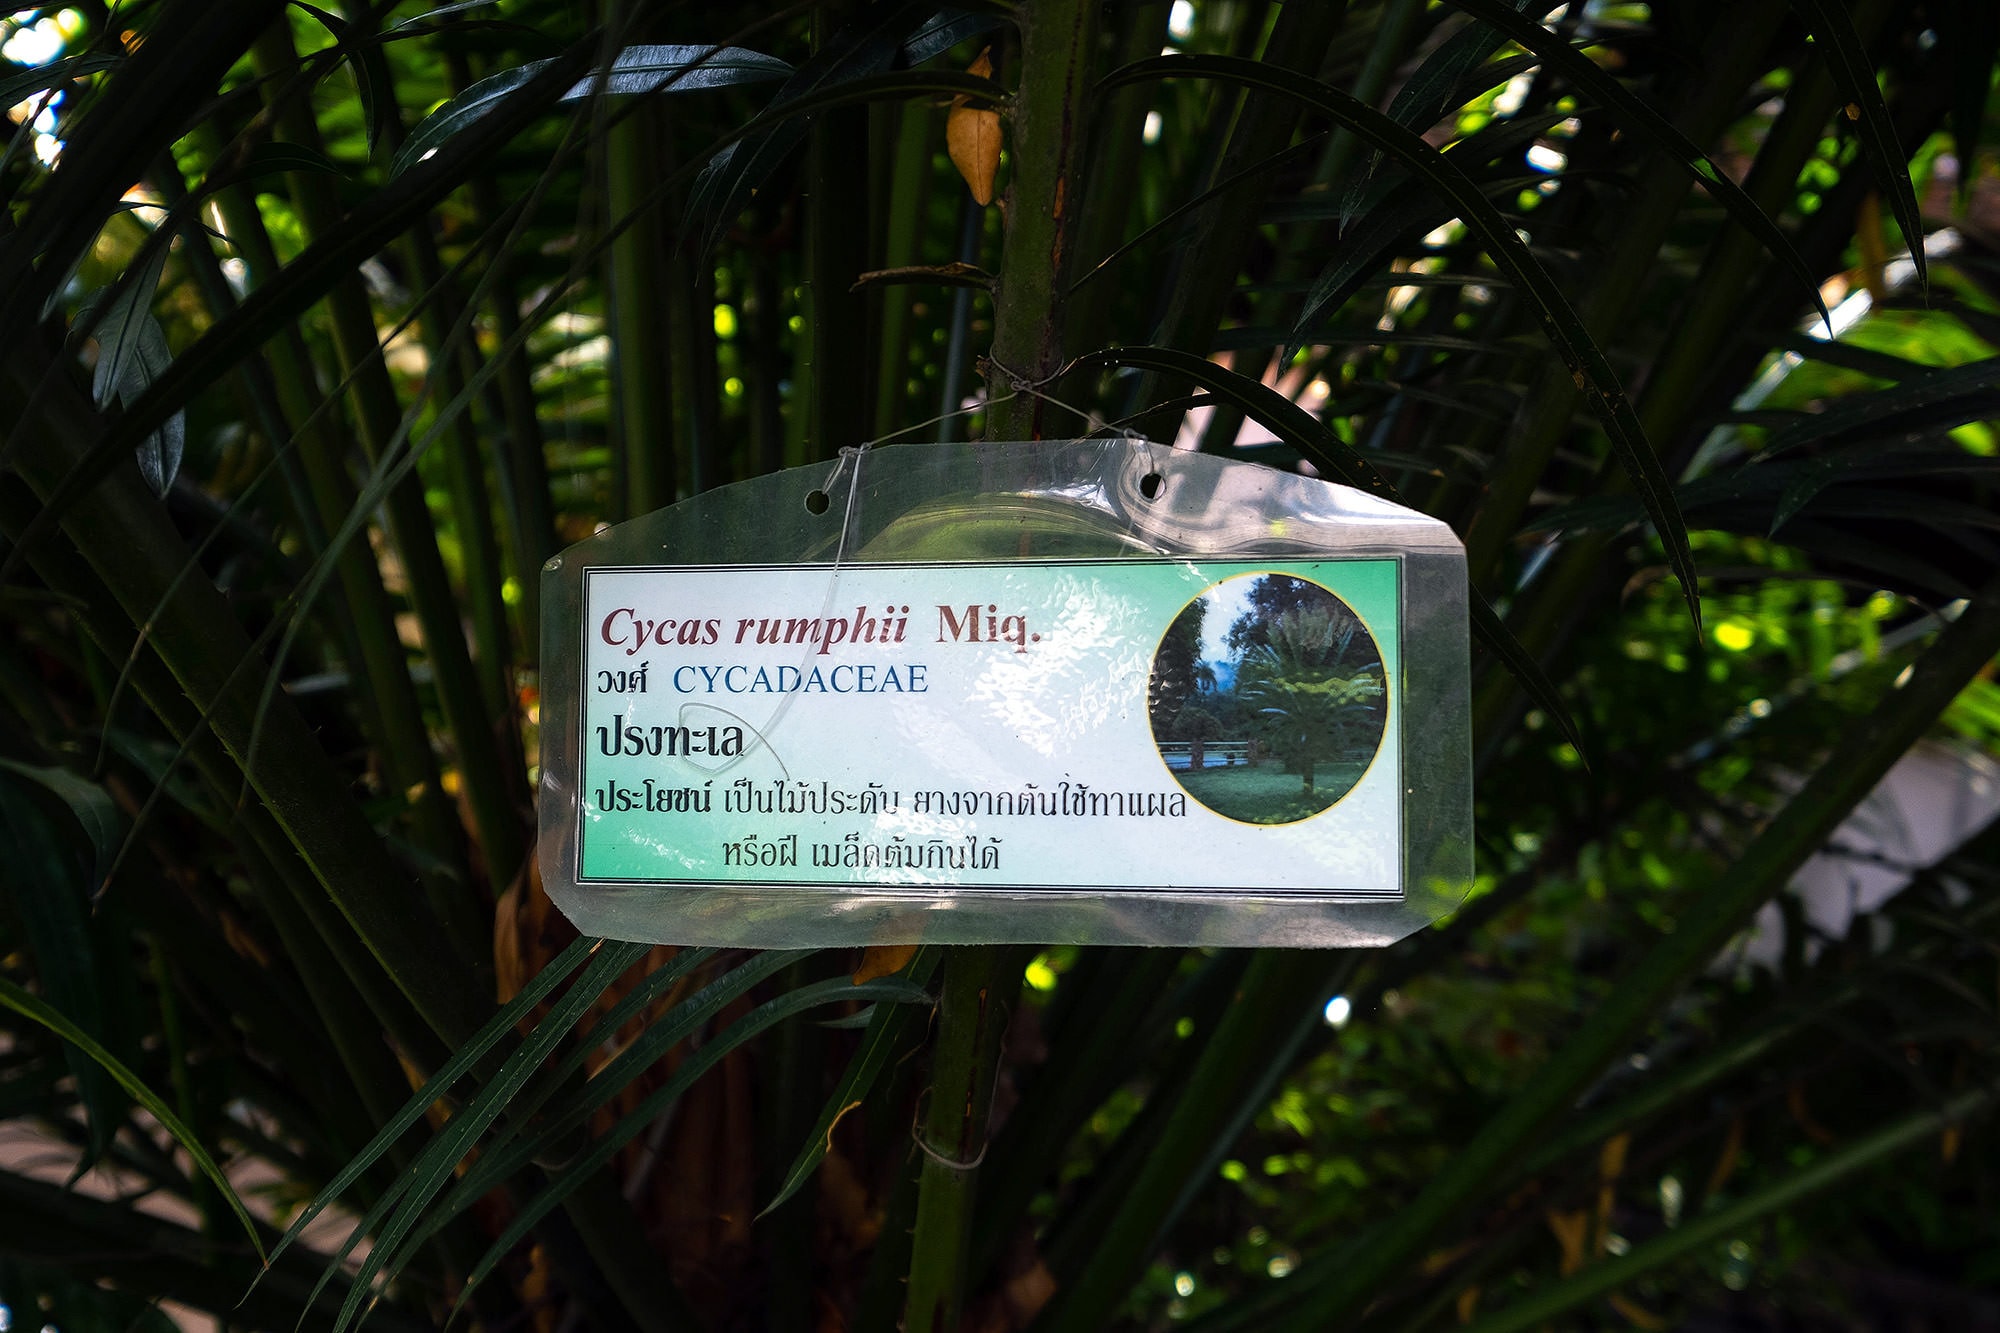 Cycas rumphii Miq.
วงศ์ CYCADACEAE
ปรงทะเล
ประโยชน์ เป็นไม้ประดับ ยางจากต้นใช้ทาแผล
หรือฝี เมล็ดต้มกินได้